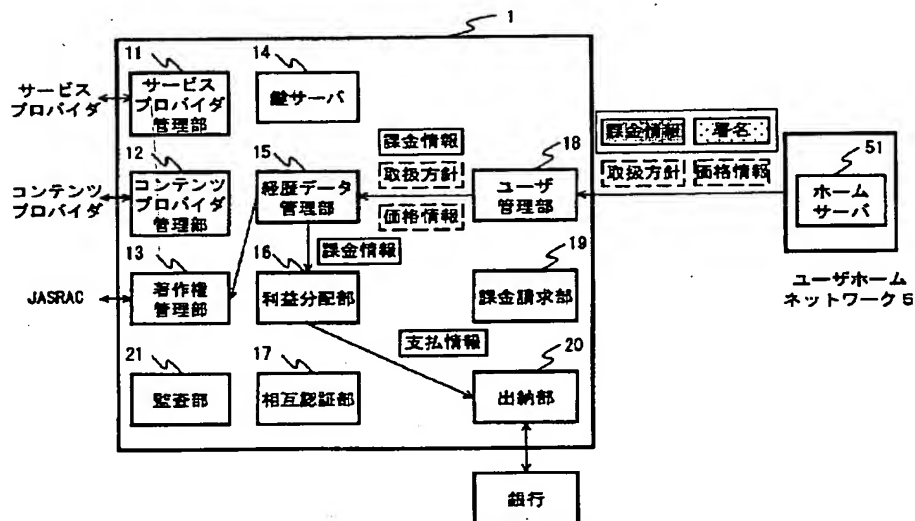 1
11
サービス
プロバイダ
管理部
サービス
プロバイダ
14
鍵サーバ
課金情報
署名
取扱方針
価格情報
51
ホーム
サーバ
ユーザホーム
ネットワーク5
12
コンテンツ
プロバイダ
管理部
コンテンツ
プロバイダ
15
経歴データ
管理部
課金情報
取扱方針
価格情報
18
ユーザ
管理部
13
著作権
管理部
JASRAC
課金情報
16
利益分配部
19
課金請求部
支払情報
21
監査部
17
相互認証部
20
出納部
銀行